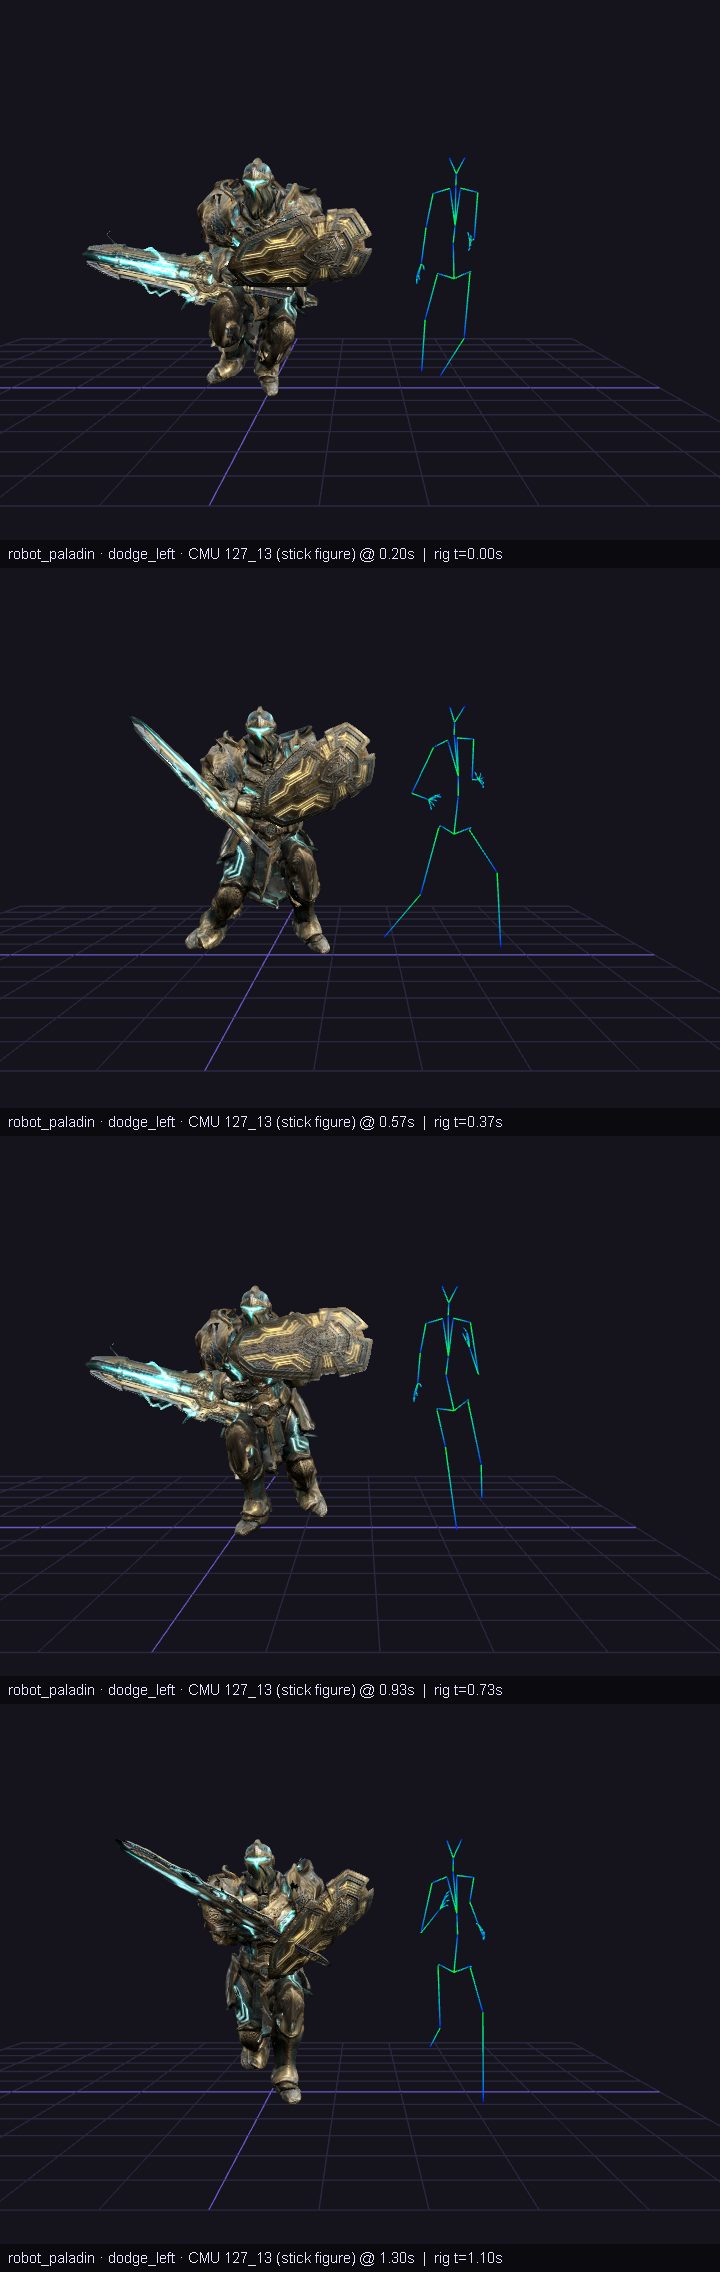 robot_paladin · dodge_left · CMU 127_13 (stick figure) @ 0.20s | rig t=0.00s
robot_paladin · dodge_left · CMU 127_13 (stick figure) @ 0.57s | rig t=0.37s
robot_paladin · dodge_left · CMU 127_13 (stick figure) @ 0.93s | rig t=0.73s
robot_paladin · dodge_left · CMU 127_13 (stick figure) @ 1.30s | rig t=1.10s